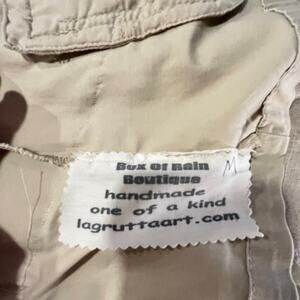 Box of Rain M
Boutique
handmade
one of a kind
lagruttaart.com